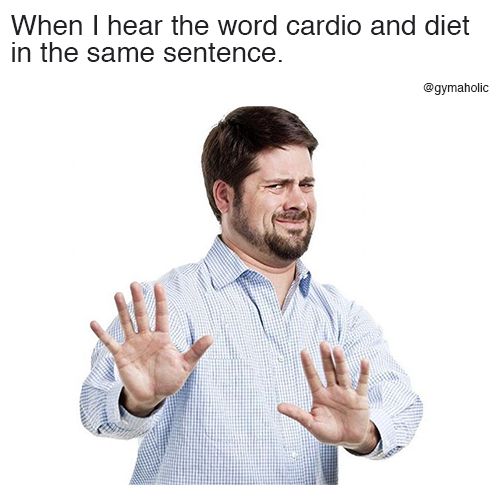 When I hear the word cardio and diet
in the same sentence.
@gymaholic